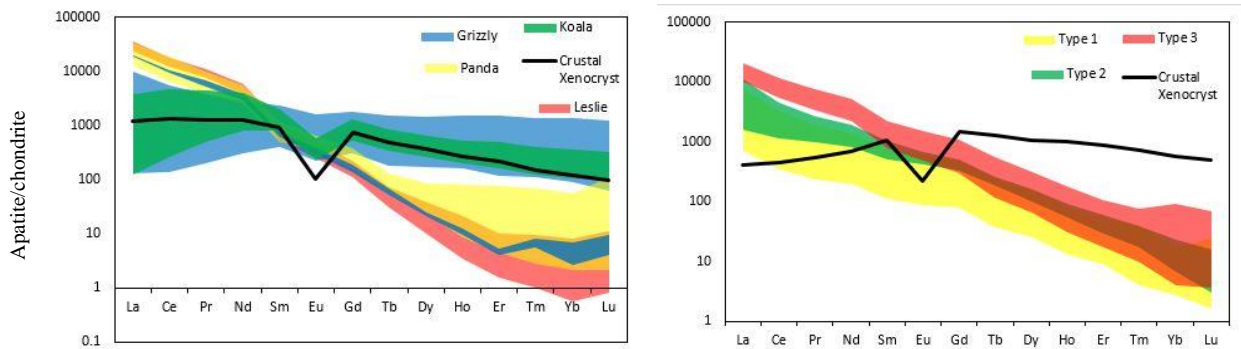 Apatite/chondrite
100000
10000
1000
100
10
1
0.1
Grizzly
Koala
Panda
Crustal
Xenocryst
Leslie
La Ce Pr Nd Sm Eu Gd Tb Dy Ho Er Tm Yb Lu
100000
10000
1000
100
10
1
Type 1
Type 3
Type 2
Crustal
Xenocryst
La Ce Pr Nd Sm Eu Gd Tb Dy Ho Er Tm Yb Lu